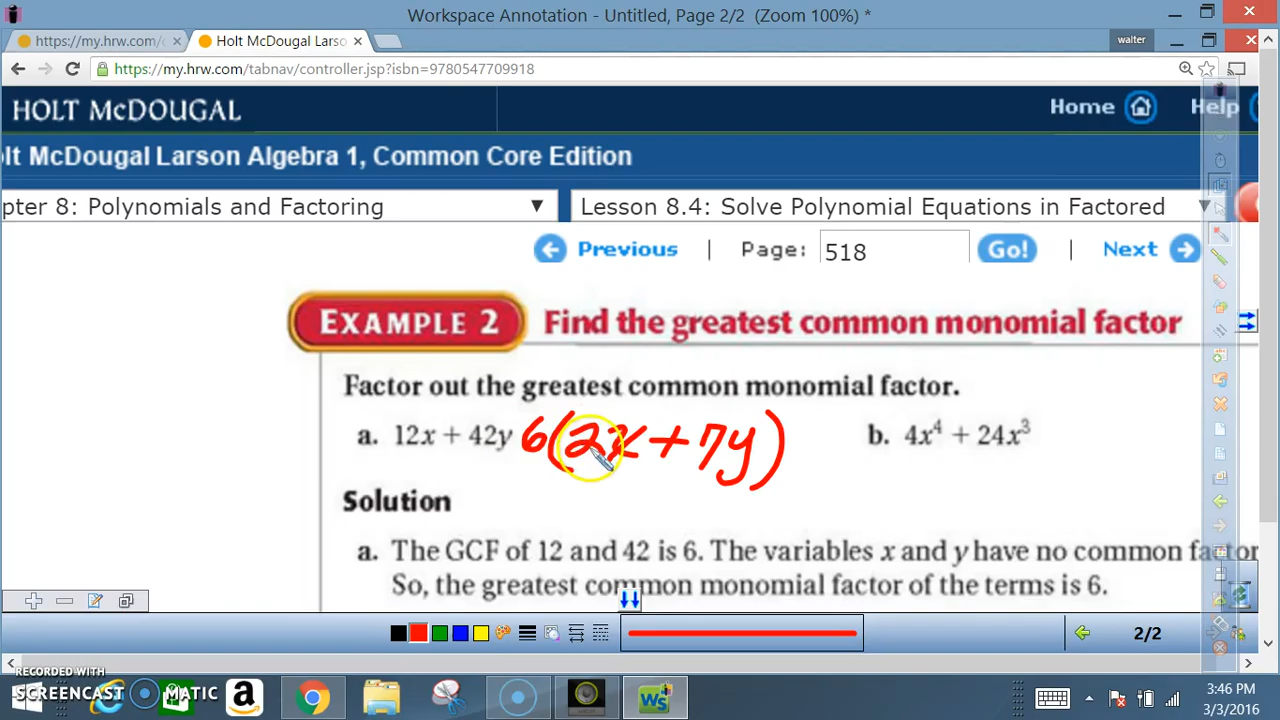 Workspace Annotation - Untitled, Page 2/2 (Zoom 100%) *
https://my.hrw.com/ Holt McDougal Larso walter
https://my.hrw.com/tabnav/controller.jsp?isbn=9780547709918
HOLT McDOUGAL Home Help
lt McDougal Larson Algebra 1, Common Core Edition
pter 8: Polynomials and Factoring Lesson 8.4: Solve Polynomial Equations in Factored
Previous | Page: 518 Go! | Next
EXAMPLE 2 Find the greatest common monomial factor
Factor out the greatest common monomial factor.
a. 12x + 42y 6(2x + 7y) b. 4x⁴ + 24x³
Solution
a. The GCF of 12 and 42 is 6. The variables x and y have no common factor
So, the greatest common monomial factor of the terms is 6.
2/2
RECORDED WITH
SCREENCAST MATIC
3:46 PM
3/3/2016